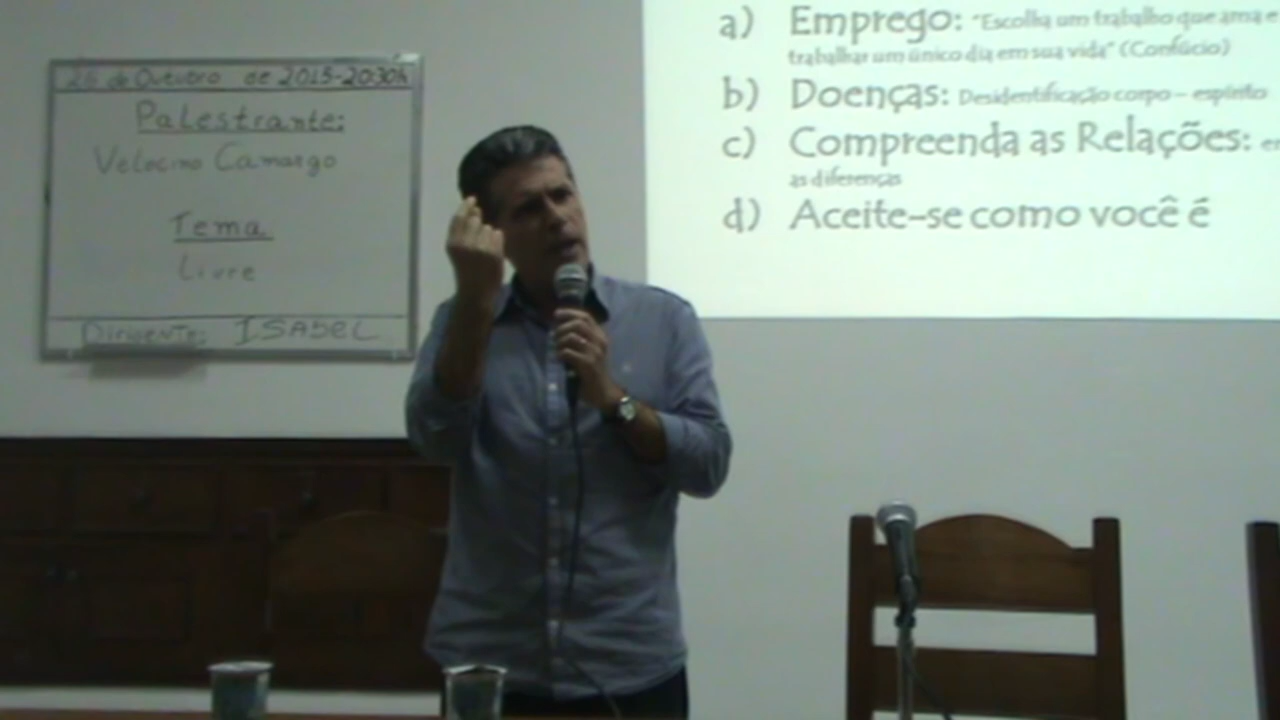 26 de Outubro de 2015-20:30h
Palestrante:
Velocino Camargo
Tema
Livre
Dirigente: ISABEL
a) Emprego: "Escolha um trabalho que ama e
trabalhar um único dia em sua vida" (Confúcio)
b) Doenças: Desidentificação corpo – espírito
c) Compreenda as Relações:
as diferenças
d) Aceite-se como você é